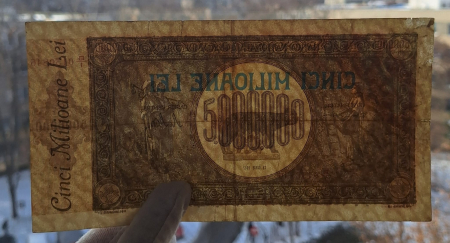 Cinci Milioane Lei
CINCI MILIOANE LEI
5000000